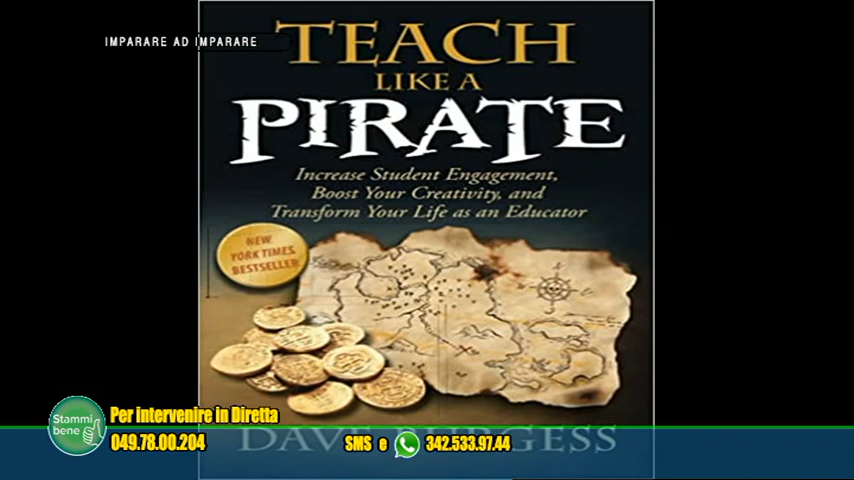 IMPARARE AD IMPARARE
TEACH
LIKE A
PIRATE
Increase Student Engagement,
Boost Your Creativity, and
Transform Your Life as an Educator
NEW
YORK TIMES
BESTSELLER
Stammi
bene
Per intervenire in Diretta
049.78.00.204
SMS e 342.533.97.44
DAVE BURGESS